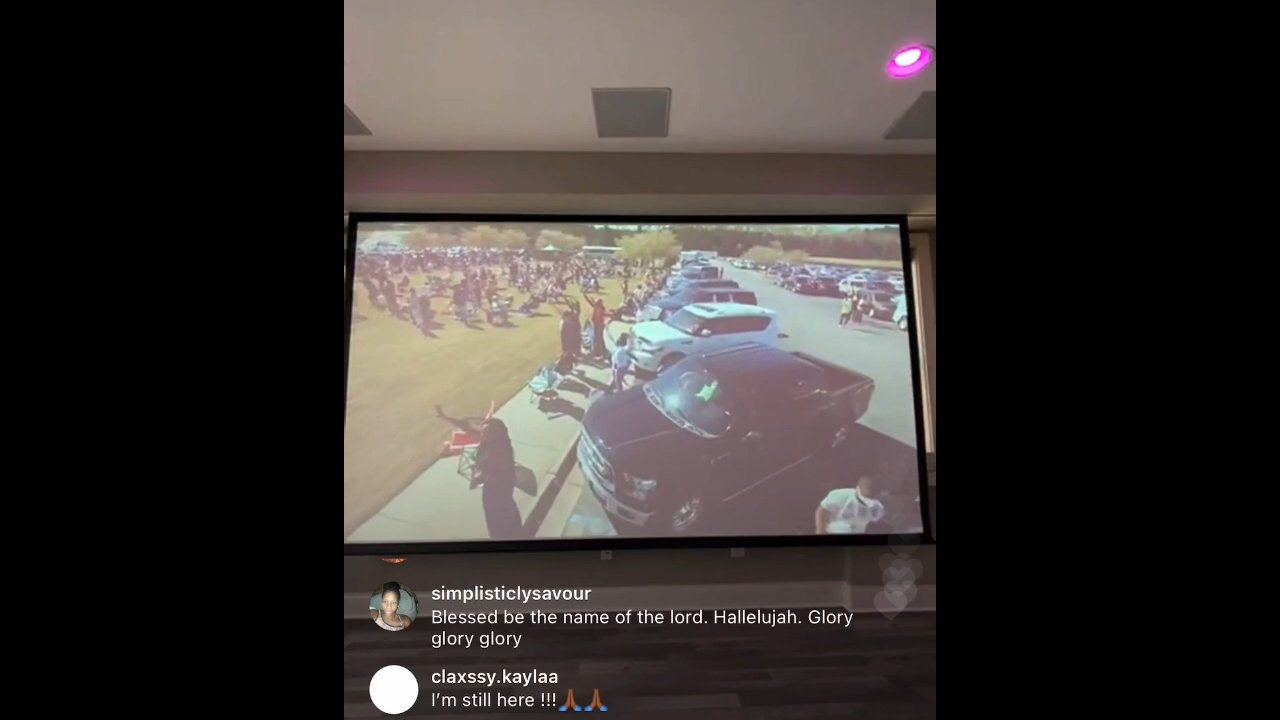 simplisticlysavour
Blessed be the name of the lord. Hallelujah. Glory
glory glory
claxssy.kaylaa
I’m still here !!!🙏🏾🙏🏾